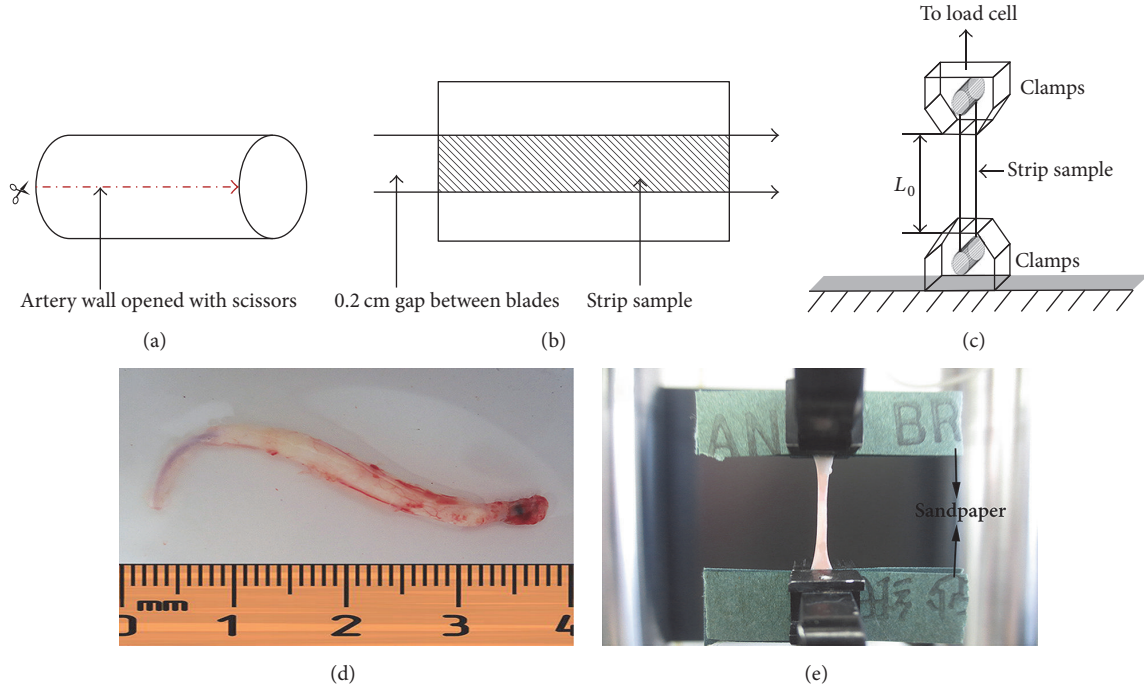 To load cell
Clamps
L₀
Strip sample
Clamps
Artery wall opened with scissors
0.2 cm gap between blades
Strip sample
(a)
(b)
(c)
AN BR
Sandpaper
mm
0 1 2 3 4
(d)
(e)